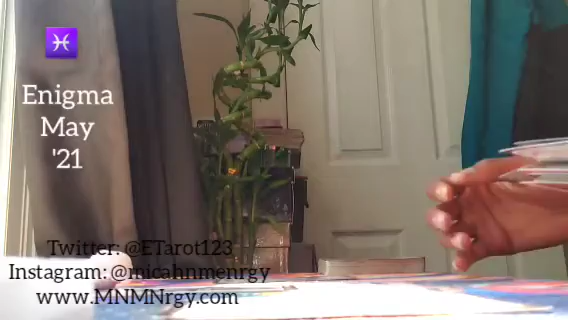 ♓
Enigma
May
'21
Twitter: @ETarot123
Instagram: @micahnmenrgy
www.MNMNrgy.com